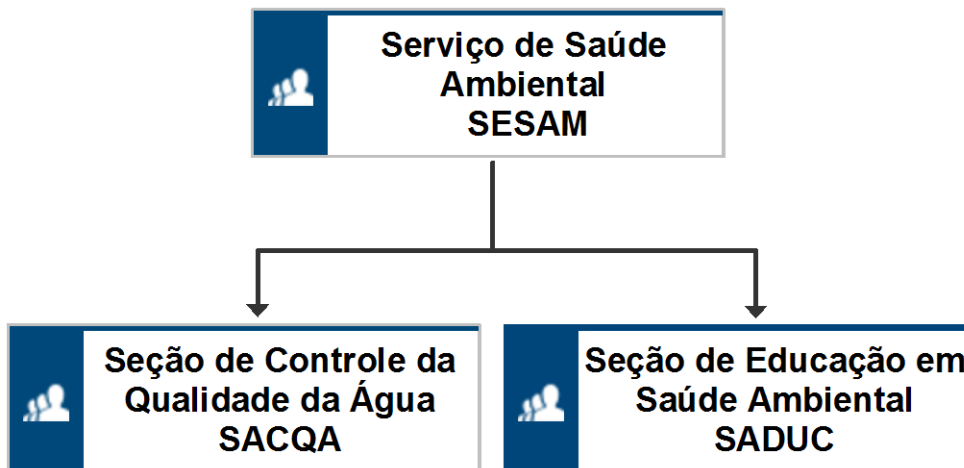 Serviço de Saúde
Ambiental
SESAM
Seção de Controle da
Qualidade da Água
SACQA
Seção de Educação em
Saúde Ambiental
SADUC